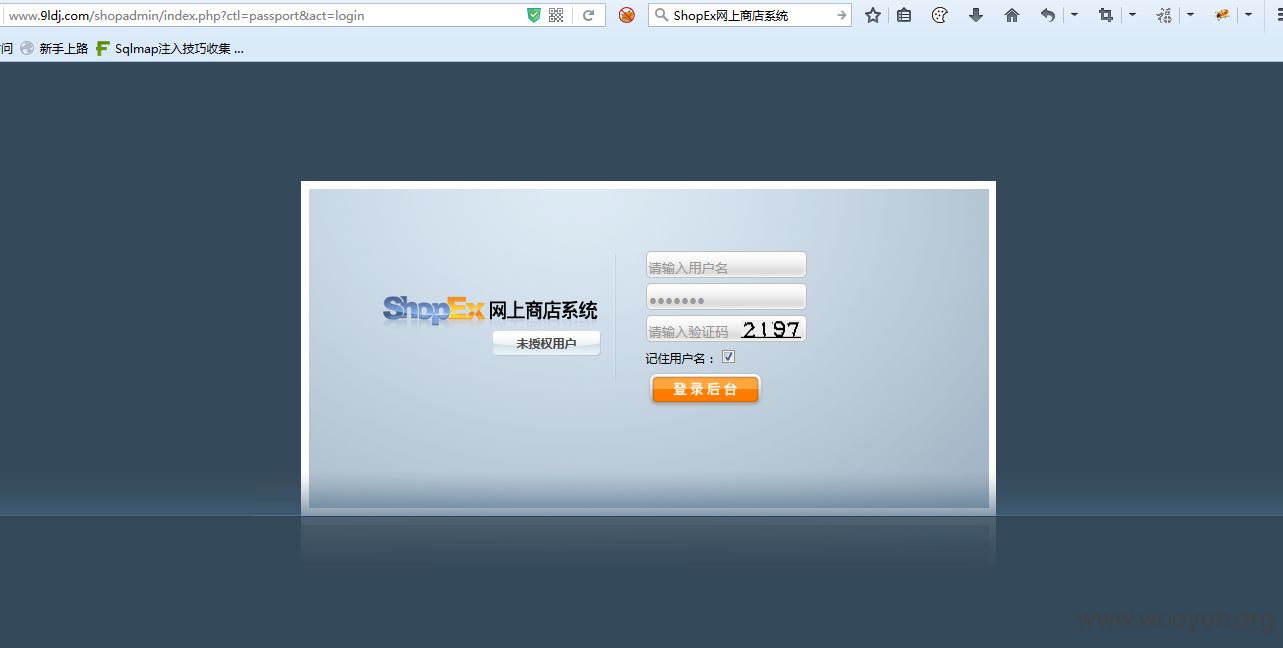 www.9ldj.com/shopadmin/index.php?ctl=passport&act=login
ShopEx网上商店系统
问 新手上路 Sqlmap注入技巧收集 ...
请输入用户名
ShopEx 网上商店系统
请输入验证码 2197
未授权用户
记住用户名：
登录后台
www.wooyun.org